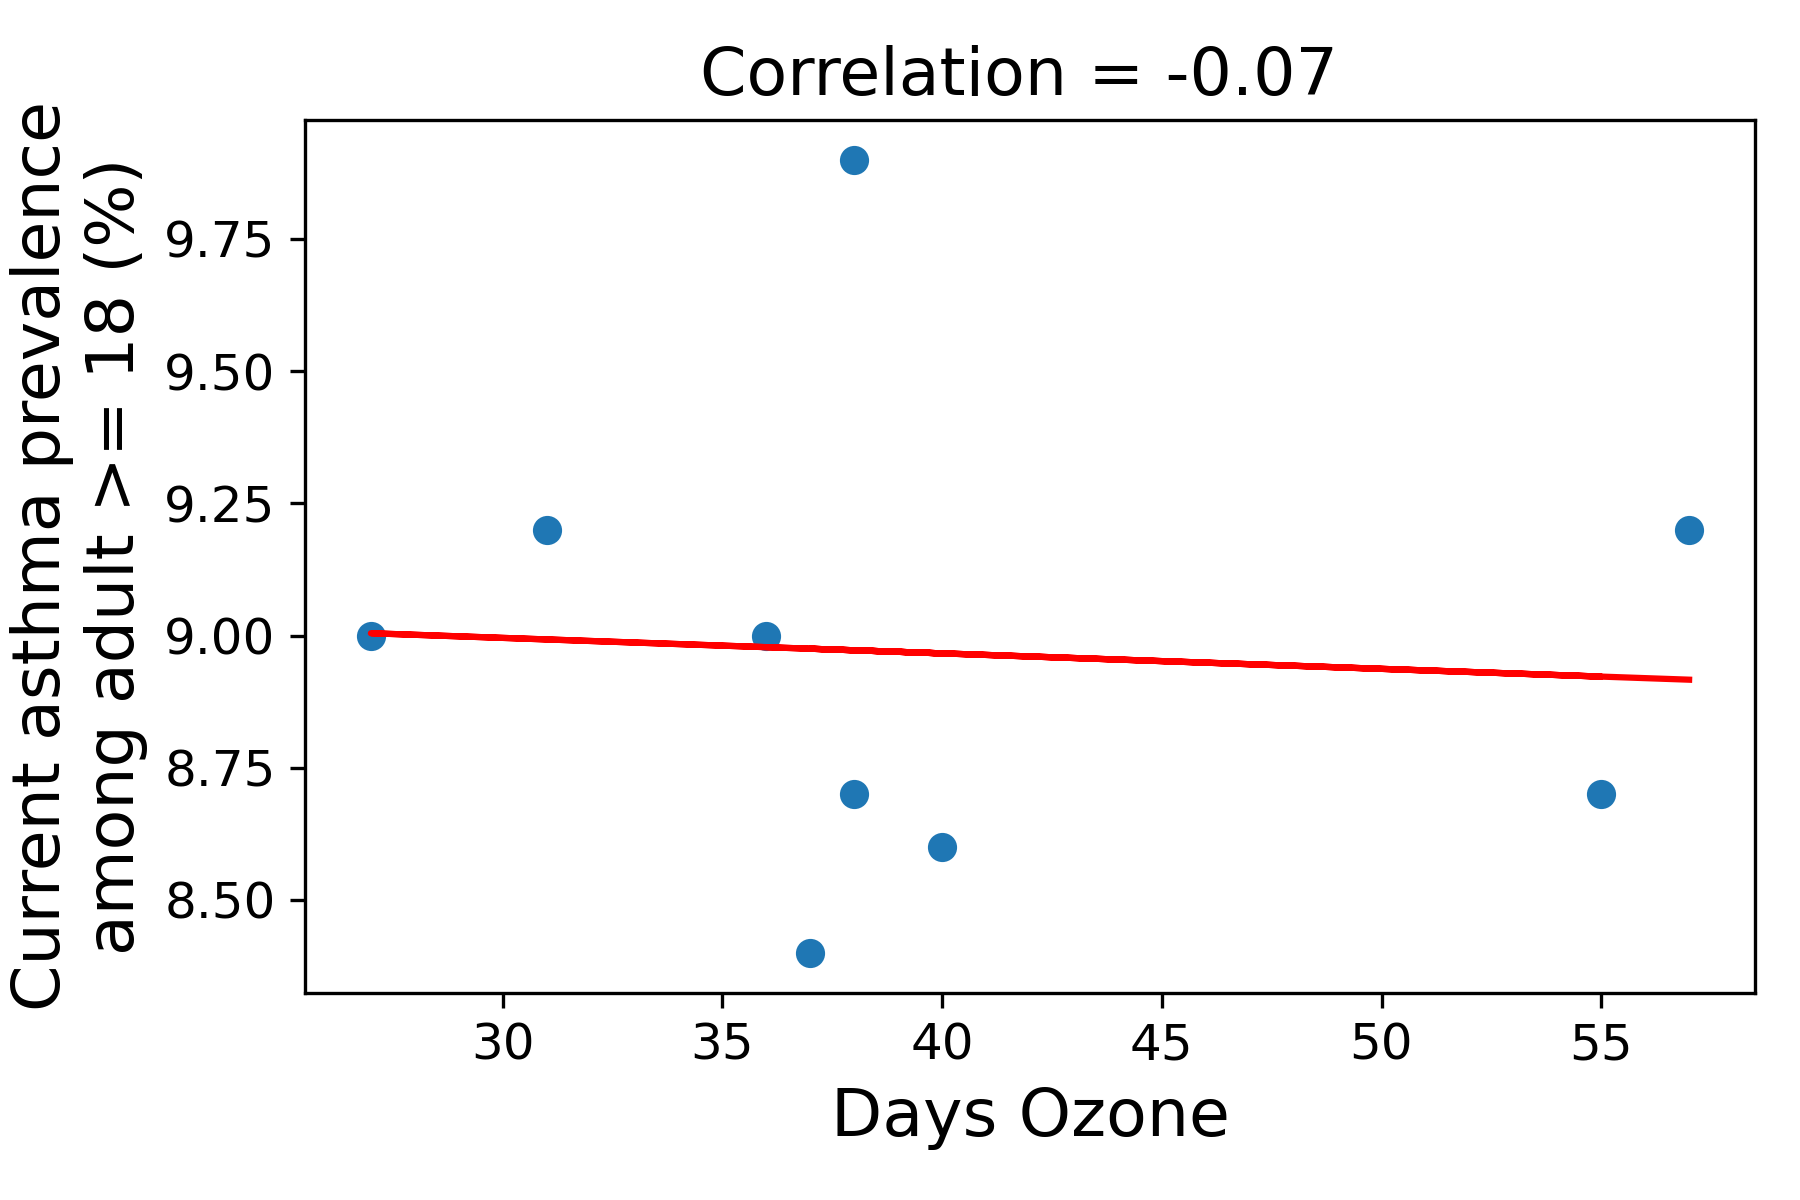 Correlation = -0.07
Current asthma prevalence
among adult >= 18 (%)
9.75
9.50
9.25
9.00
8.75
8.50
30 35 40 45 50 55
Days Ozone